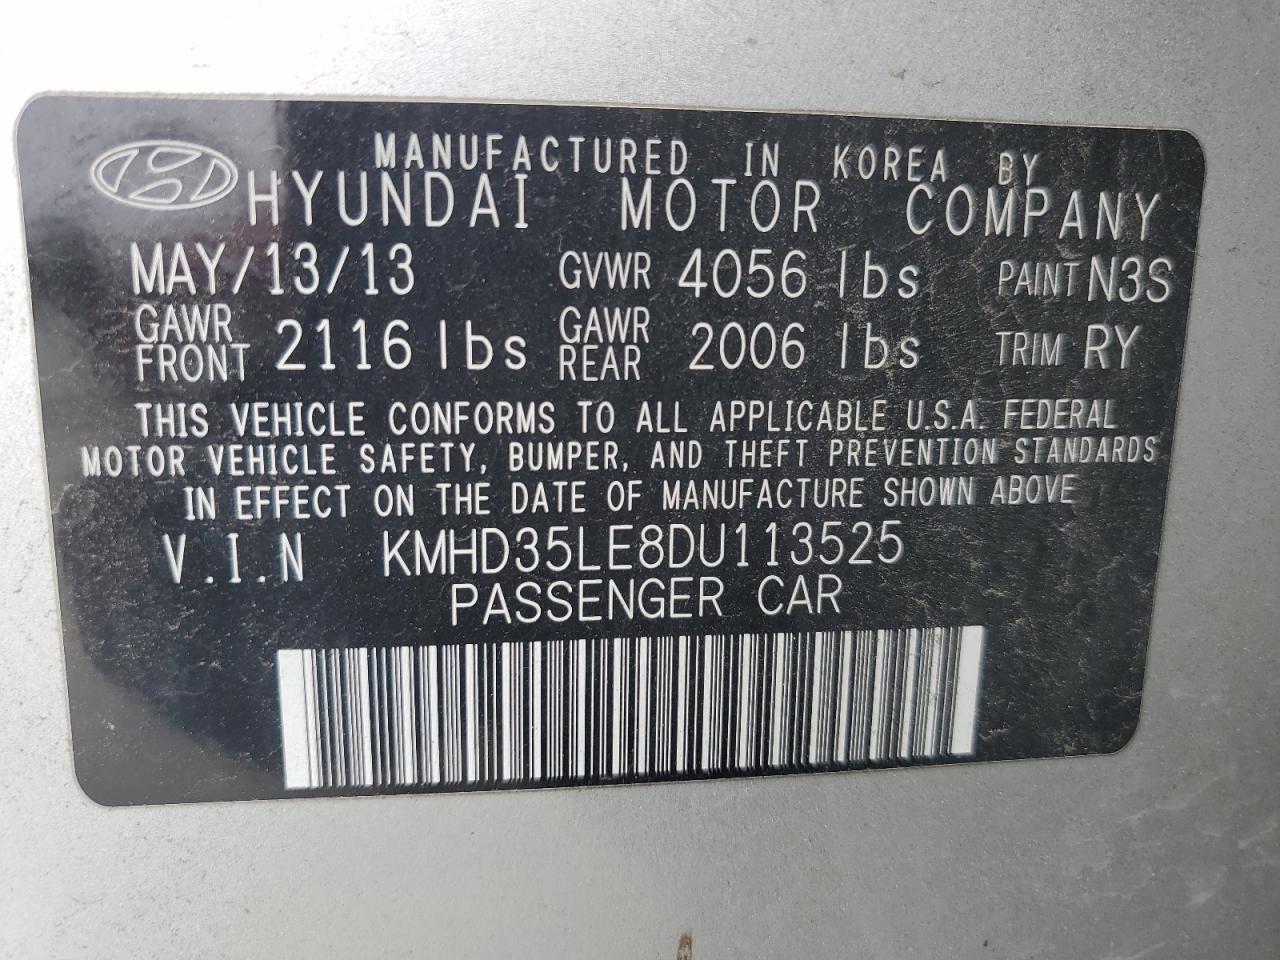 MANUFACTURED IN KOREA BY
HYUNDAI MOTOR COMPANY
MAY/13/13 GVWR 4056 lbs PAINT N3S
GAWR FRONT 2116 lbs GAWR REAR 2006 lbs TRIM RY
THIS VEHICLE CONFORMS TO ALL APPLICABLE U.S.A. FEDERAL
MOTOR VEHICLE SAFETY, BUMPER, AND THEFT PREVENTION STANDARDS
IN EFFECT ON THE DATE OF MANUFACTURE SHOWN ABOVE
V.I.N KMHD35LE8DU113525
PASSENGER CAR